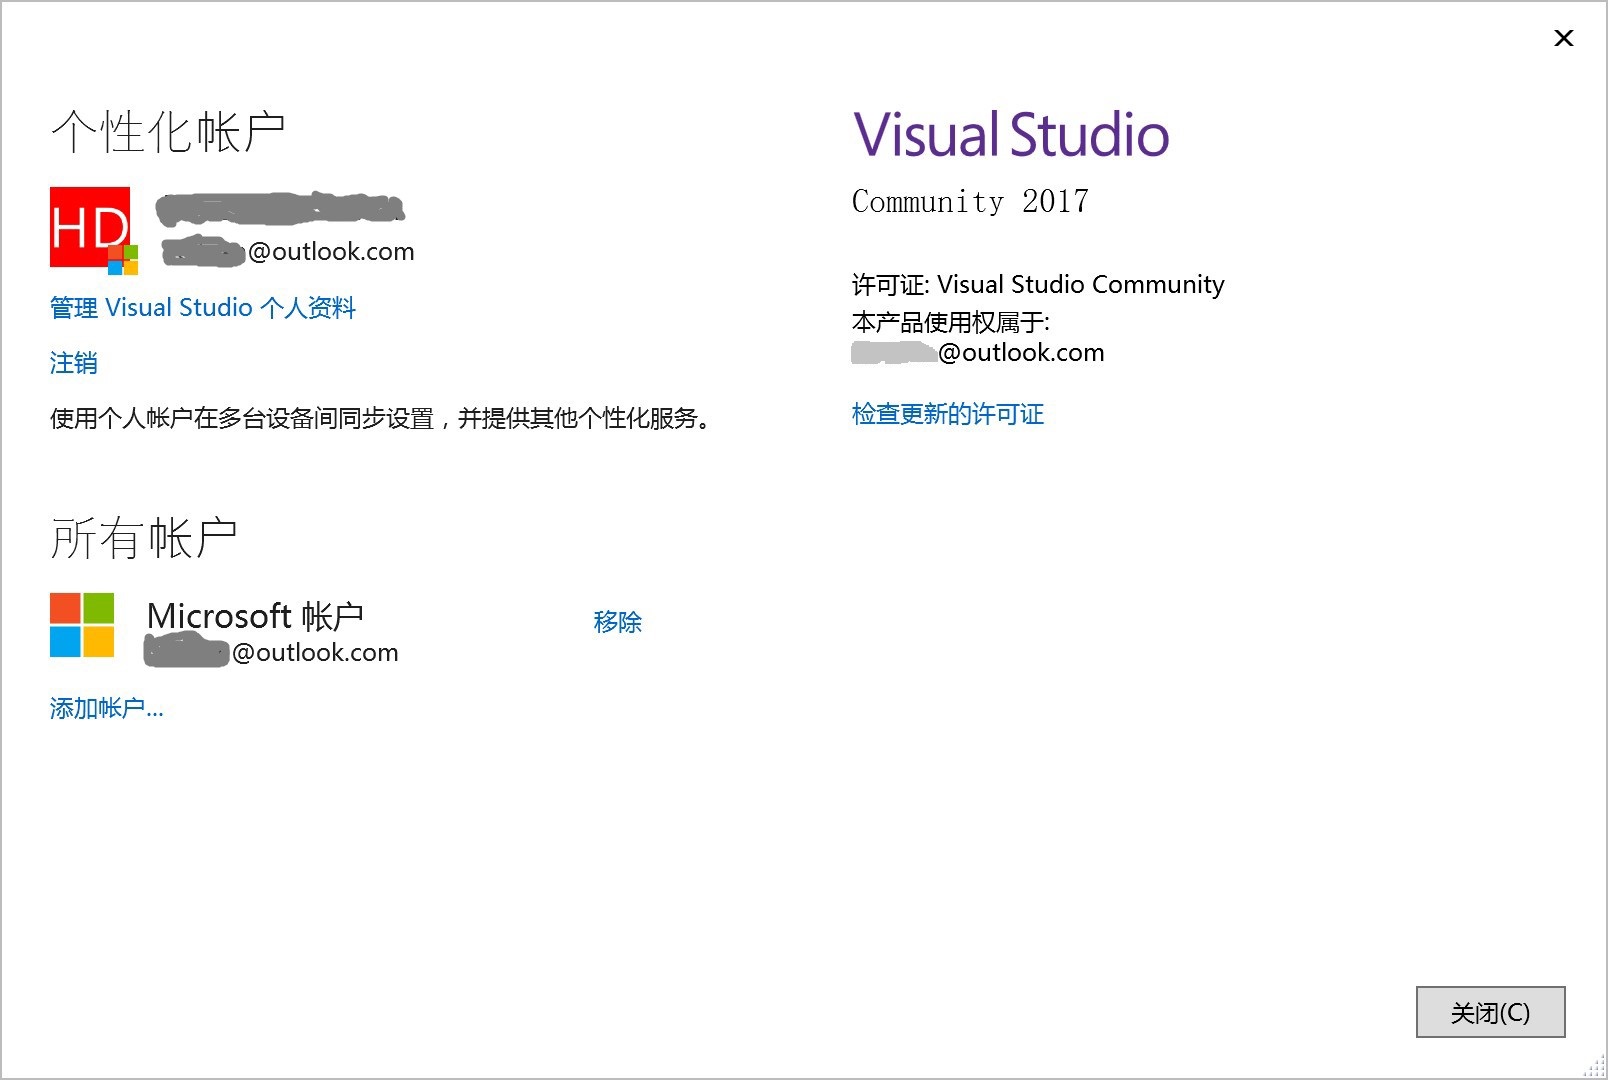 个性化帐户
HD
@outlook.com
管理 Visual Studio 个人资料
注销
使用个人帐户在多台设备间同步设置，并提供其他个性化服务。
所有帐户
Microsoft 帐户
移除
@outlook.com
添加帐户...
Visual Studio
Community 2017
许可证: Visual Studio Community
本产品使用权属于:
@outlook.com
检查更新的许可证
关闭(C)